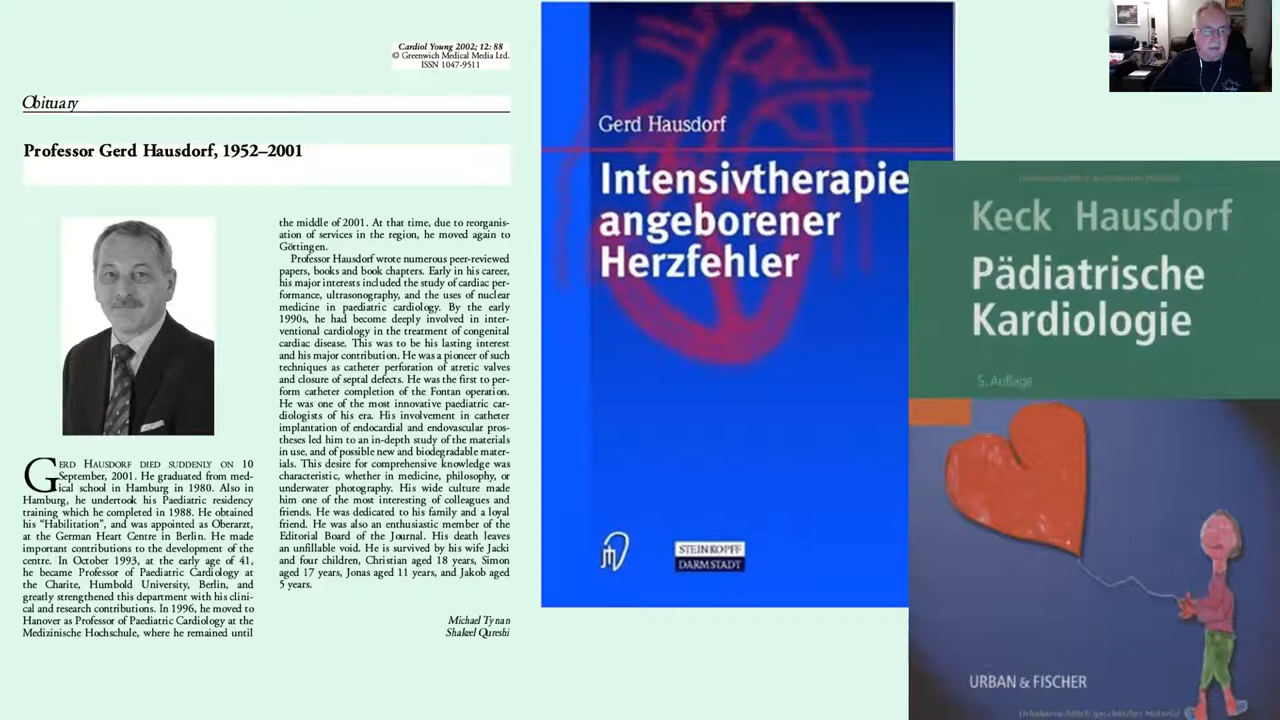 Cardiol Young 2002; 12: 88
© Greenwich Medical Media Ltd.
ISSN 1047-9511
Obituary
Professor Gerd Hausdorf, 1952–2001
GERD HAUSDORF DIED SUDDENLY ON 10
September, 2001. He graduated from med-
ical school in Hamburg in 1980. Also in
Hamburg, he undertook his Paediatric residency
training which he completed in 1988. He obtained
his “Habilitation”, and was appointed as Oberarzt,
at the German Heart Centre in Berlin. He made
important contributions to the development of the
centre. In October 1993, at the early age of 41,
he became Professor of Paediatric Cardiology at
the Charite, Humbold University, Berlin, and
greatly strengthened this department with his clini-
cal and research contributions. In 1996, he moved to
Hanover as Professor of Paediatric Cardiology at the
Medizinische Hochschule, where he remained until
the middle of 2001. At that time, due to reorganis-
ation of services in the region, he moved again to
Göttingen.
Professor Hausdorf wrote numerous peer-reviewed
papers, books and book chapters. Early in his career,
his major interests included the study of cardiac per-
formance, ultrasonography, and the uses of nuclear
medicine in paediatric cardiology. By the early
1990s, he had become deeply involved in inter-
ventional cardiology in the treatment of congenital
cardiac disease. This was to be his lasting interest
and his major contribution. He was a pioneer of such
techniques as catheter perforation of atretic valves
and closure of septal defects. He was the first to per-
form catheter completion of the Fontan operation.
He was one of the most innovative paediatric car-
diologists of his era. His involvement in catheter
implantation of endocardial and endovascular pros-
theses led him to an in-depth study of the materials
in use, and of possible new and biodegradable mater-
ials. This desire for comprehensive knowledge was
characteristic, whether in medicine, philosophy, or
underwater photography. His wide culture made
him one of the most interesting of colleagues and
friends. He was dedicated to his family and a loyal
friend. He was also an enthusiastic member of the
Editorial Board of the Journal. His death leaves
an unfillable void. He is survived by his wife Jacki
and four children, Christian aged 18 years, Simon
aged 17 years, Jonas aged 11 years, and Jakob aged
5 years.
Michael Tynan
Shakeel Qureshi
Gerd Hausdorf
Intensivtherapie
angeborener
Herzfehler
STEINKOPFF
DARMSTADT
Keck Hausdorf
Pädiatrische
Kardiologie
5. Auflage
URBAN & FISCHER
Urheberrechtlich geschütztes Material